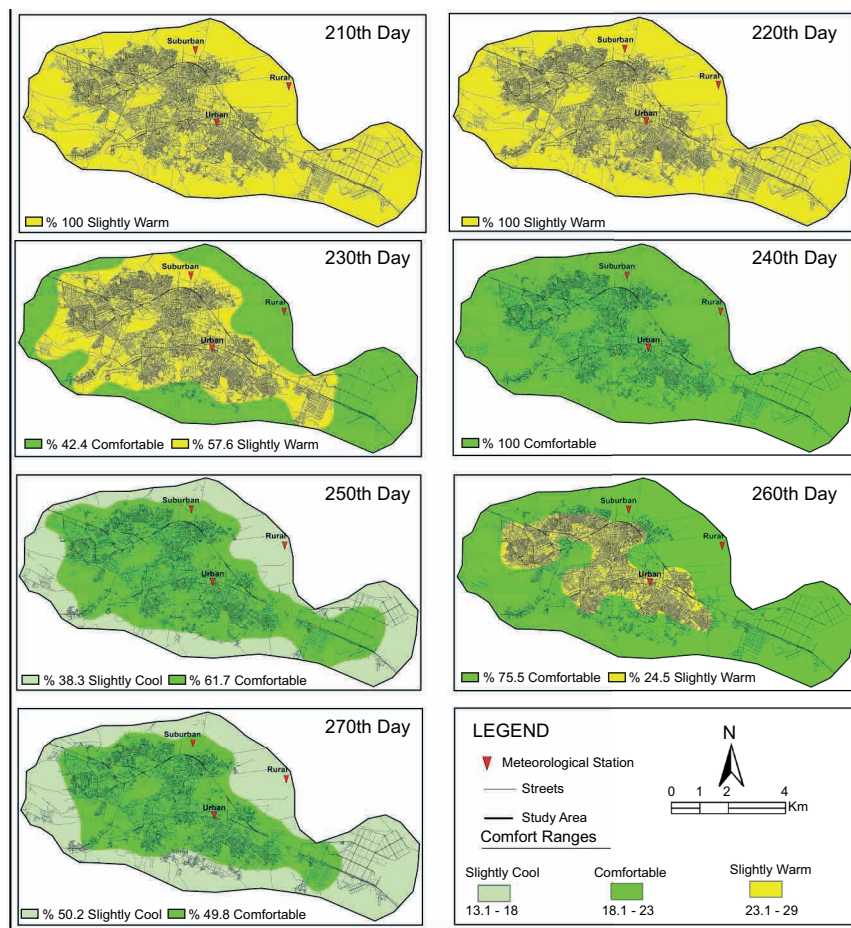 210th Day
Suburban
Rural
Urban
% 100 Slightly Warm
220th Day
Suburban
Rural
Urban
% 100 Slightly Warm
230th Day
Suburban
Rural
Urban
% 42.4 Comfortable % 57.6 Slightly Warm
240th Day
Suburban
Rural
Urban
% 100 Comfortable
250th Day
Suburban
Rural
Urban
% 38.3 Slightly Cool % 61.7 Comfortable
260th Day
Suburban
Rural
Urban
% 75.5 Comfortable % 24.5 Slightly Warm
270th Day
Suburban
Rural
Urban
% 50.2 Slightly Cool % 49.8 Comfortable
LEGEND
N
Meteorological Station
Streets
0 1 2 4
Km
Study Area
Comfort Ranges
Slightly Cool Comfortable Slightly Warm
13.1 - 18 18.1 - 23 23.1 - 29